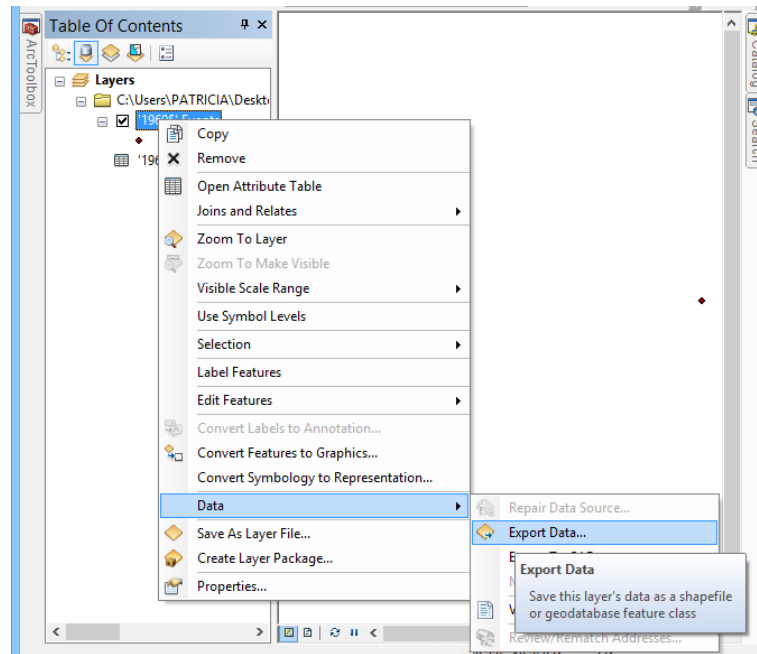 Table Of Contents
ArcToolbox
Layers
C:\Users\PATRICIA\Deskt
'1960$' Events
'196
Copy
Remove
Open Attribute Table
Joins and Relates
Zoom To Layer
Zoom To Make Visible
Visible Scale Range
Use Symbol Levels
Selection
Label Features
Edit Features
Convert Labels to Annotation...
Convert Features to Graphics...
Convert Symbology to Representation...
Data
Save As Layer File...
Create Layer Package...
Properties...
Repair Data Source...
Export Data...
Export Data
Save this layer's data as a shapefile
or geodatabase feature class
Review/Rematch Addresses...
Catalog
Search